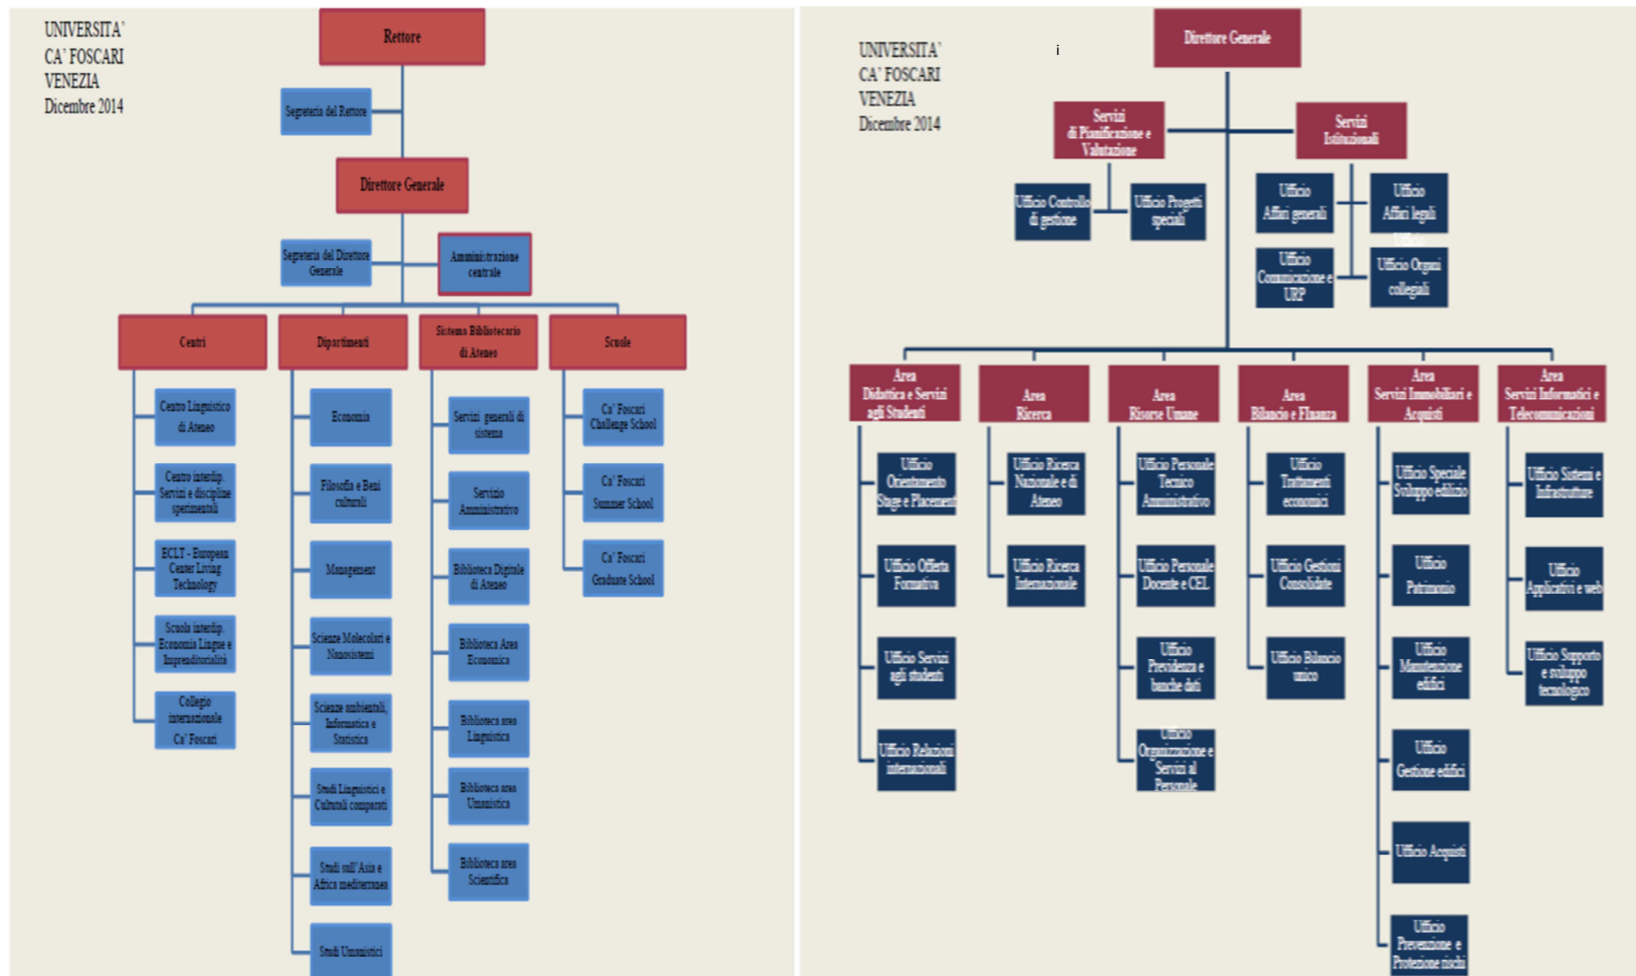 UNIVERSITA'
CA' FOSCARI
VENEZIA
Dicembre 2014
Rettore
Segreteria del Rettore
Direttore Generale
Segreteria del Direttore
Generale
Amministrazione
centrale
Centri
Dipartimenti
Sistema Bibliotecario
di Ateneo
Scuole
Centro Linguistico
di Ateneo
Centro interdip.
Servizi e discipline
sperimentali
ECLT - European
Center Living
Technology
Scuola interdip.
Economia Lingue e
Imprenditorialità
Collegio
internazionale
Ca' Foscari
Economia
Filosofia e Beni
culturali
Management
Scienze Molecolari e
Nanosistemi
Scienze ambientali,
Informatica e
Statistica
Studi Linguistici e
Culturali comparati
Studi sull'Asia e
Africa mediterranea
Studi Umanistici
Servizi generali di
sistema
Servizio
Amministrativo
Biblioteca Digitale
di Ateneo
Biblioteca Area
Economica
Biblioteca area
Linguistica
Biblioteca area
Umanistica
Biblioteca area
Scientifica
Ca' Foscari
Challenge School
Ca' Foscari
Summer School
Ca' Foscari
Graduate School
UNIVERSITA'
CA' FOSCARI
VENEZIA
Dicembre 2014
i
Direttore Generale
Servizi
di Pianificazione e
Valutazione
Servizi
Istituzionali
Ufficio Controllo
di gestione
Ufficio Progetti
speciali
Ufficio
Affari generali
Ufficio
Affari legali
Ufficio
Comunicazione e
URP
Ufficio Organi
collegiali
Area
Didattica e Servizi
agli Studenti
Area
Ricerca
Area
Risorse Umane
Area
Bilancio e FInanza
Area
Servizi Immobiliari e
Acquisti
Area
Servizi Informatici e
Telecomunicazioni
Ufficio
Orientamento
Stage e Placement
Ufficio Offerta
Formativa
Ufficio Servizi
agli studenti
Ufficio Relazioni
internazionali
Ufficio Ricerca
Nazionale e di
Ateneo
Ufficio Ricerca
Internazionale
Ufficio Personale
Tecnico
Amministrativo
Ufficio Personale
Docente e CEL
Ufficio
Previdenza e
banche dati
Ufficio
Organizzazione e
Servizi al
Personale
Ufficio
Trattamenti
economici
Ufficio Gestioni
Consolidate
Ufficio Bilancio
unico
Ufficio Speciale
Sviluppo edilizio
Ufficio
Patrimonio
Ufficio
Manutenzione
edifici
Ufficio
Gestione edifici
Ufficio Acquisti
Ufficio
Prevenzione e
Protezione rischi
Ufficio Sistemi e
Infrastrutture
Ufficio
Applicativi e web
Ufficio Supporto
e sviluppo
tecnologico